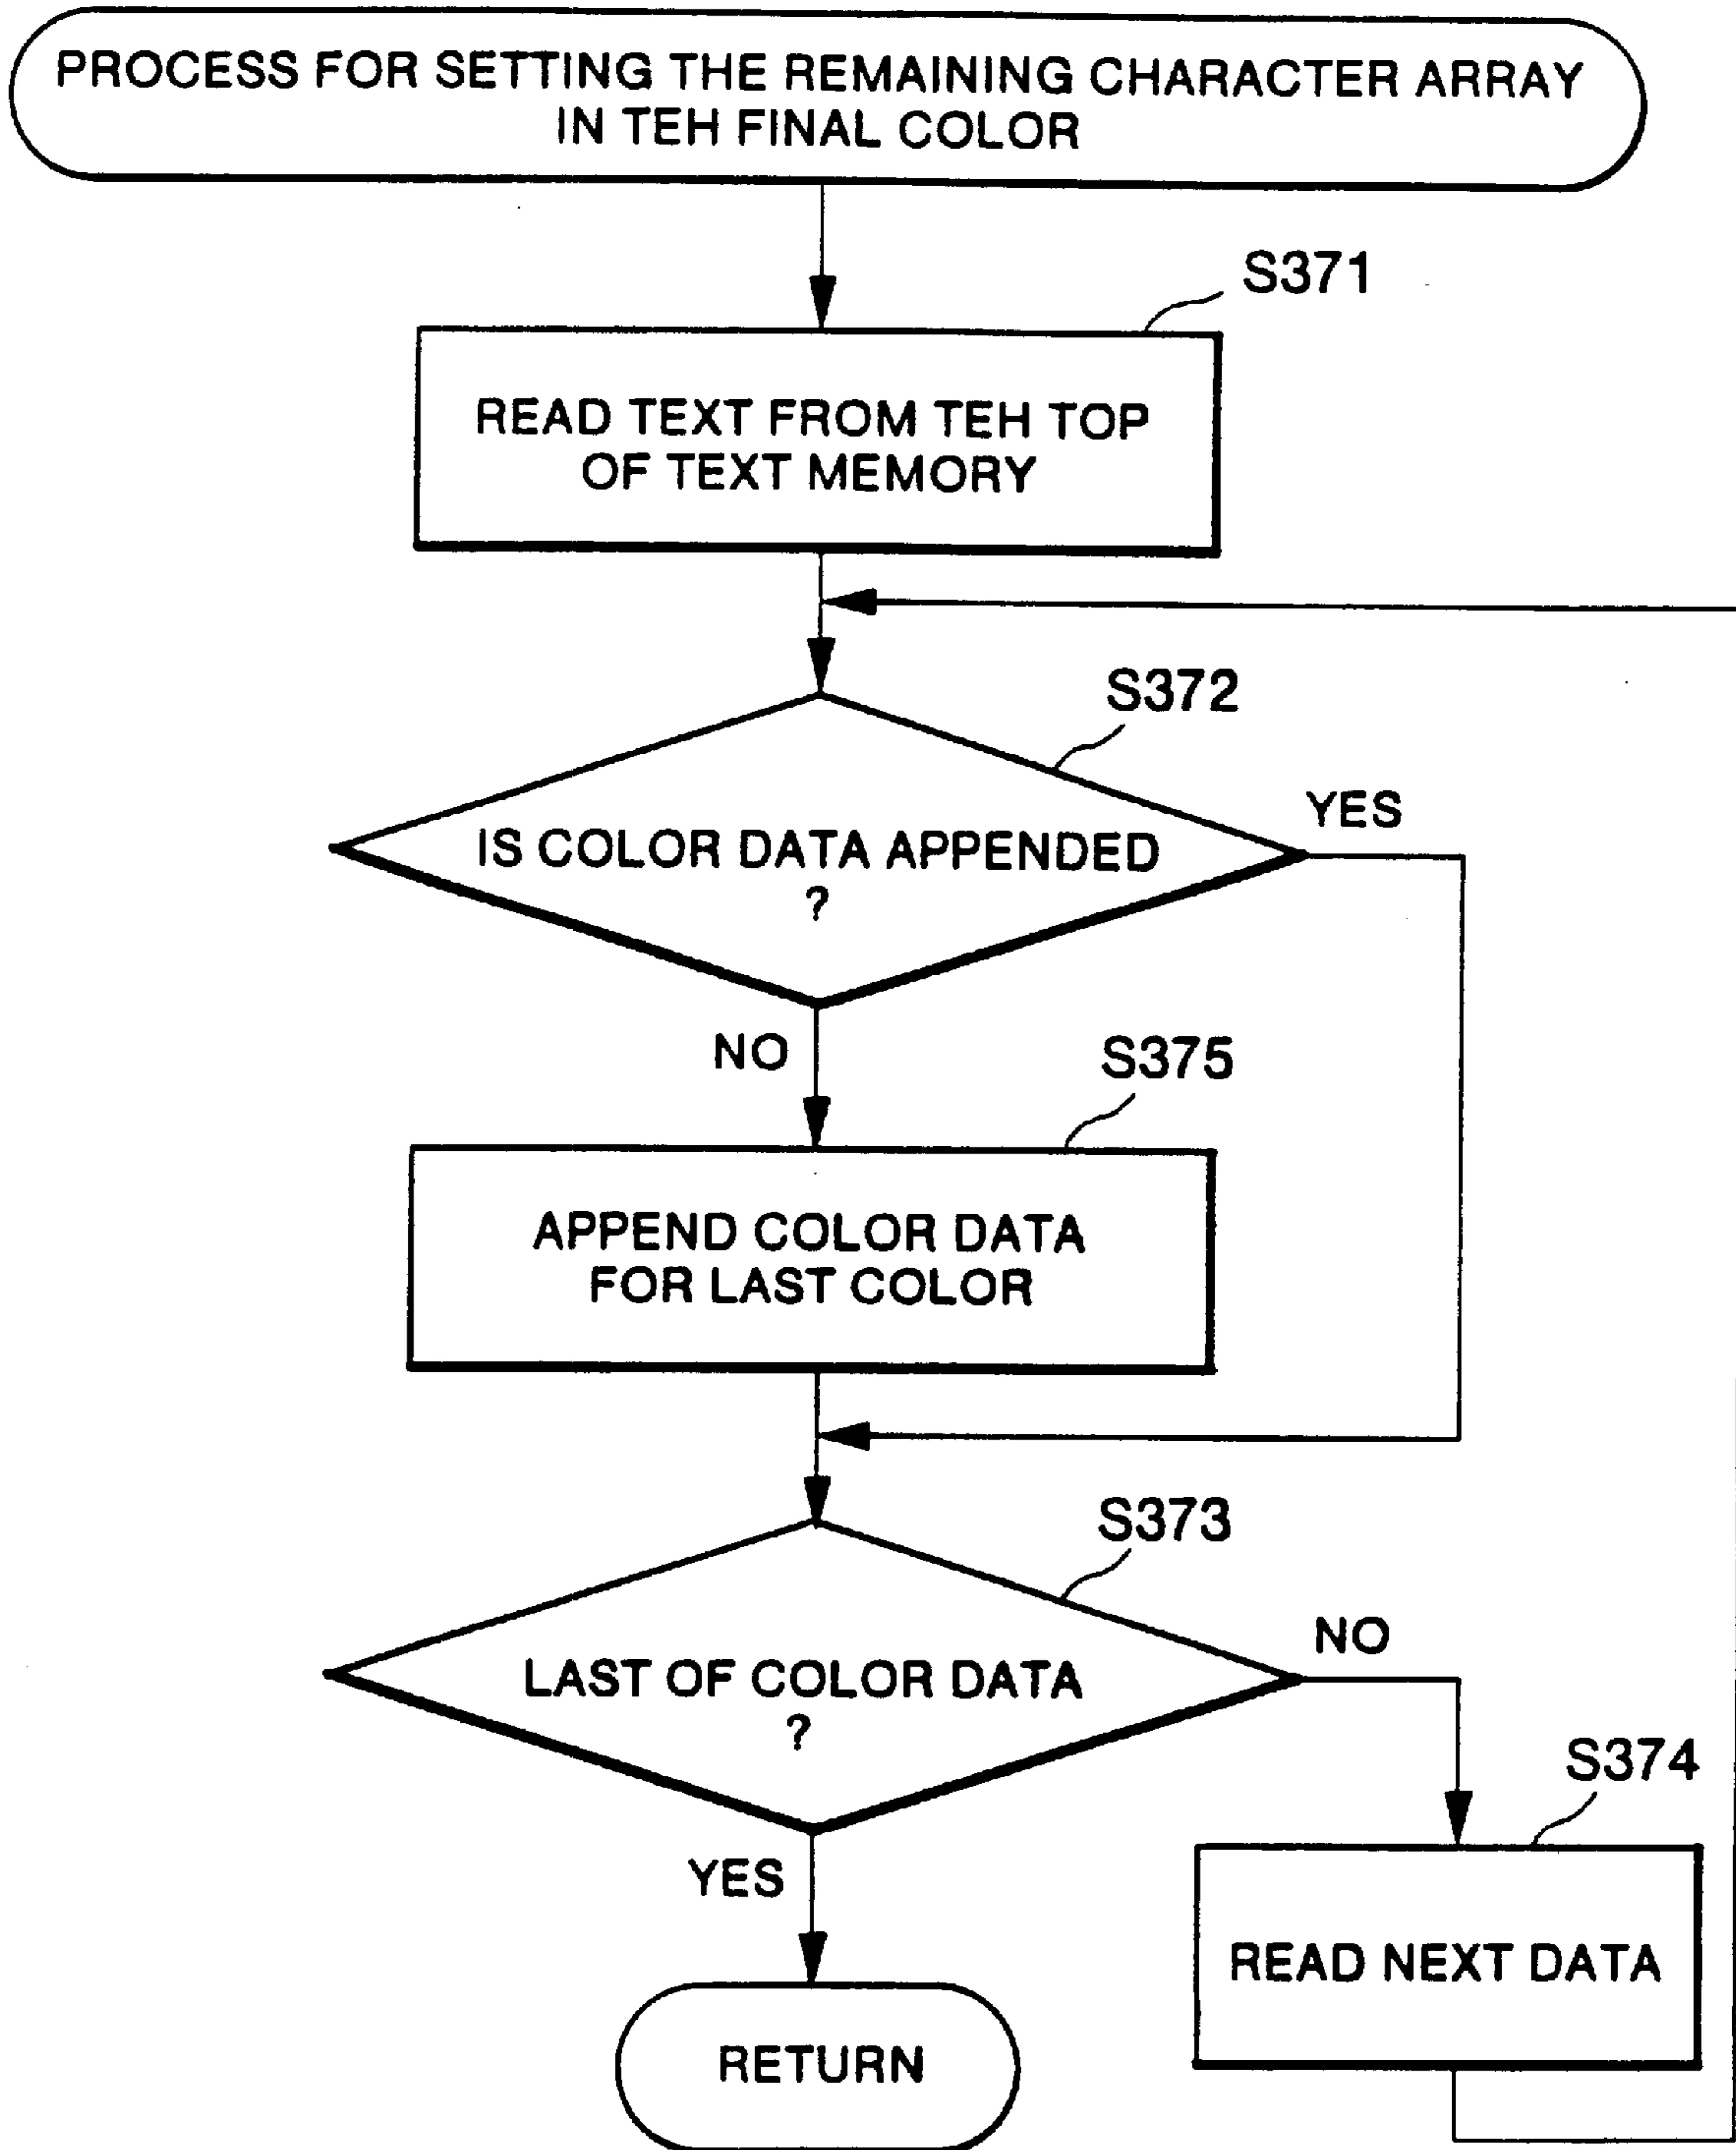 PROCESS FOR SETTING THE REMAINING CHARACTER ARRAY
IN TEH FINAL COLOR
S371
READ TEXT FROM TEH TOP
OF TEXT MEMORY
S372
YES
IS COLOR DATA APPENDED
?
NO
S375
APPEND COLOR DATA
FOR LAST COLOR
S373
NO
LAST OF COLOR DATA
?
S374
YES
READ NEXT DATA
RETURN